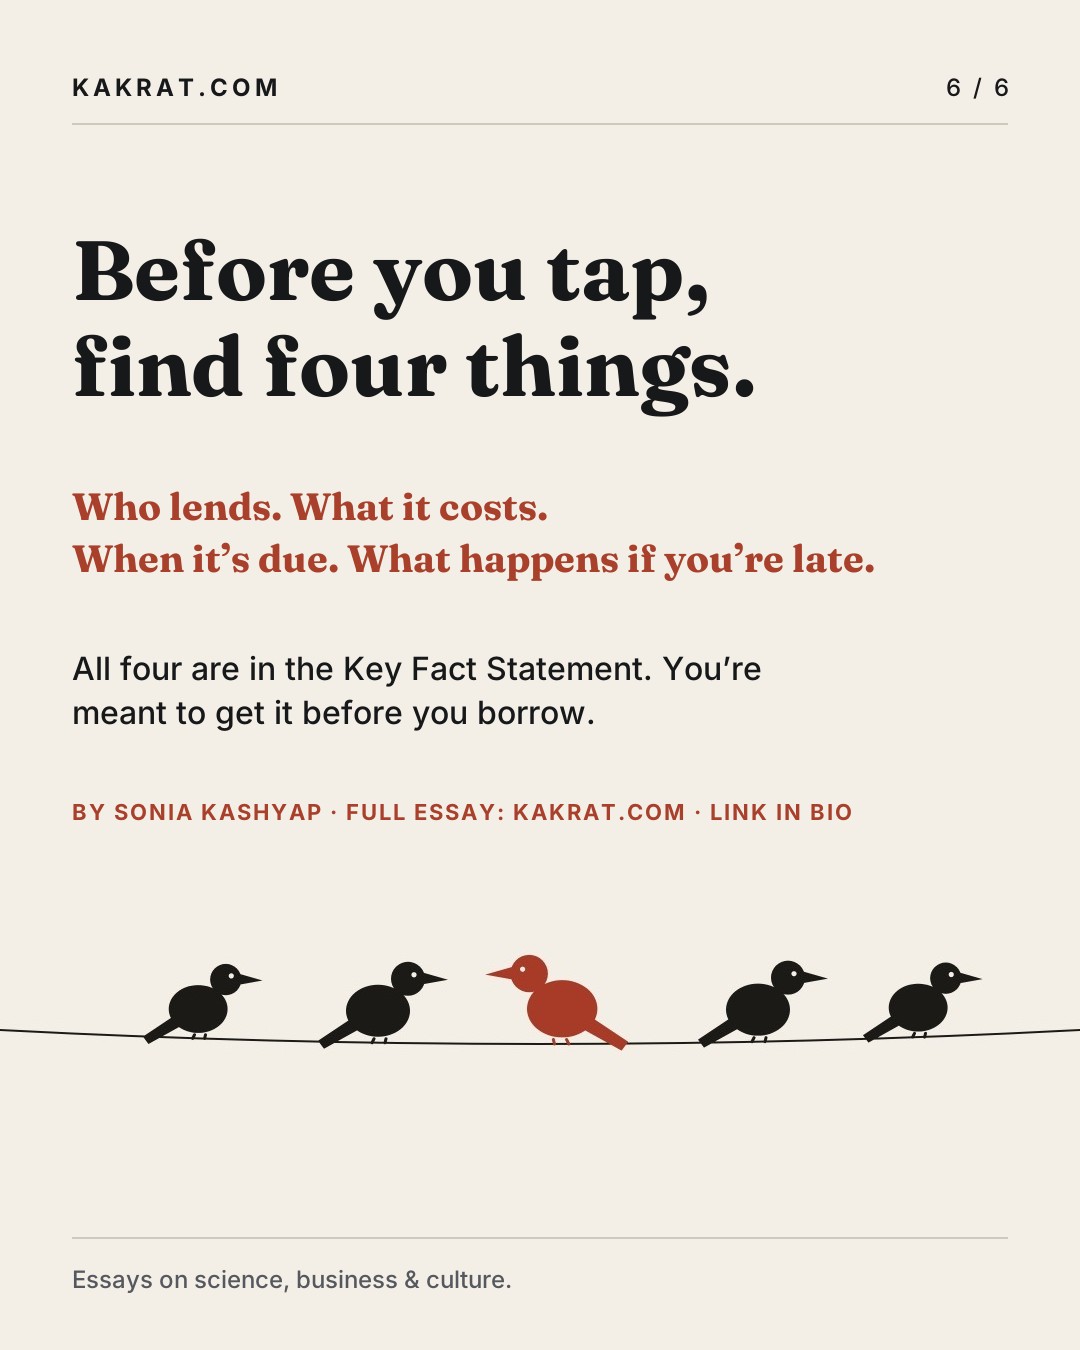 KAKRAT.COM
6 / 6
Before you tap,
find four things.
Who lends. What it costs.
When it’s due. What happens if you’re late.
All four are in the Key Fact Statement. You’re
meant to get it before you borrow.
BY SONIA KASHYAP · FULL ESSAY: KAKRAT.COM · LINK IN BIO
Essays on science, business & culture.